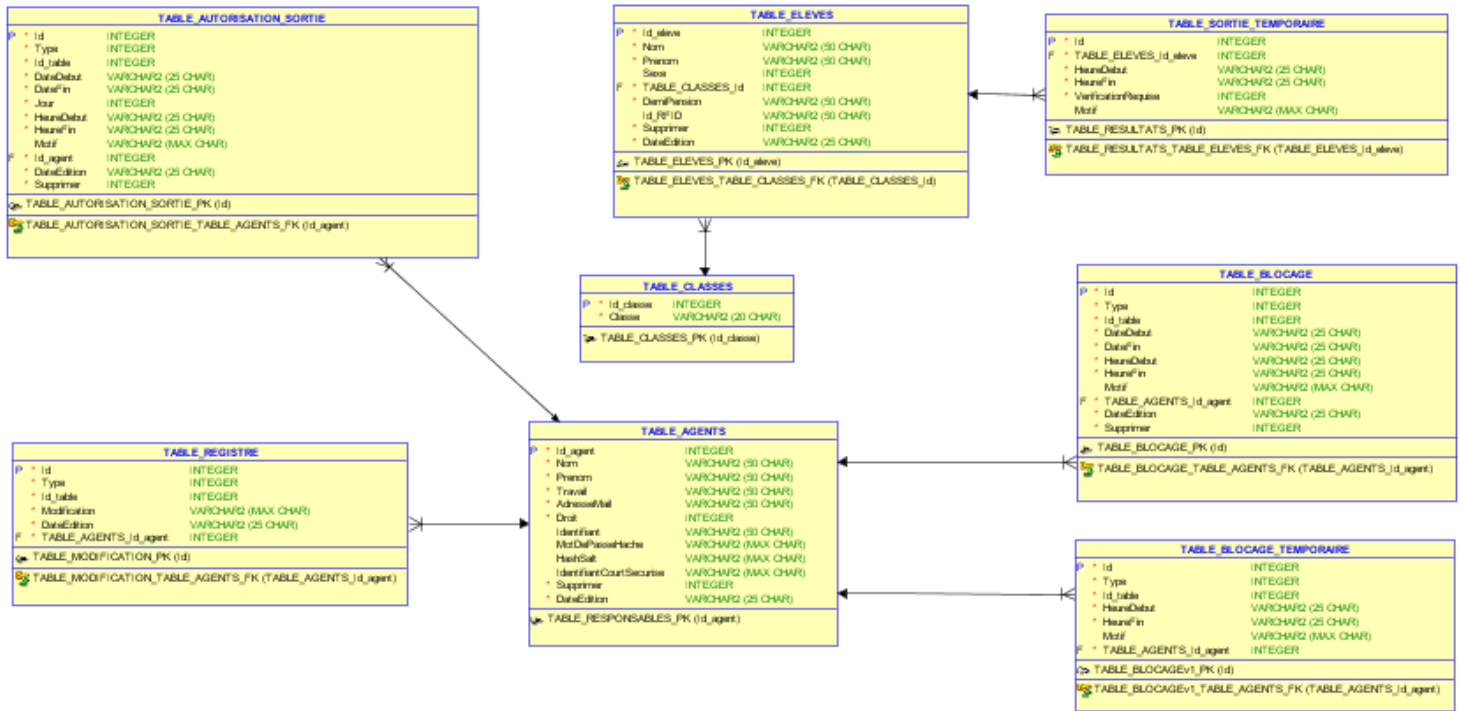 TABLE_AUTORISATION_SORTIE
P * Id INTEGER
* Type INTEGER
* Id_table INTEGER
* DateDebut VARCHAR2 (25 CHAR)
* DateFin VARCHAR2 (25 CHAR)
* Jour INTEGER
* HeureDebut VARCHAR2 (25 CHAR)
* HeureFin VARCHAR2 (25 CHAR)
Motif VARCHAR2 (MAX CHAR)
F * Id_agent INTEGER
* DateEdition VARCHAR2 (25 CHAR)
* Supprimer INTEGER
TABLE_AUTORISATION_SORTIE_PK (Id)
TABLE_AUTORISATION_SORTIE_TABLE_AGENTS_FK (Id_agent)
TABLE_ELEVES
P * Id_eleve INTEGER
* Nom VARCHAR2 (50 CHAR)
* Prenom VARCHAR2 (50 CHAR)
Sexe INTEGER
F * TABLE_CLASSES_Id INTEGER
* DemiPension VARCHAR2 (50 CHAR)
Id_RFID VARCHAR2 (50 CHAR)
* Supprimer INTEGER
* DateEdition VARCHAR2 (25 CHAR)
TABLE_ELEVES_PK (Id_eleve)
TABLE_ELEVES_TABLE_CLASSES_FK (TABLE_CLASSES_Id)
TABLE_SORTIE_TEMPORAIRE
P * Id INTEGER
F * TABLE_ELEVES_Id_eleve INTEGER
* HeureDebut VARCHAR2 (25 CHAR)
* HeureFin VARCHAR2 (25 CHAR)
* VerificationRequise INTEGER
Motif VARCHAR2 (MAX CHAR)
TABLE_RESULTATS_PK (Id)
TABLE_RESULTATS_TABLE_ELEVES_FK (TABLE_ELEVES_Id_eleve)
TABLE_CLASSES
P * Id_classe INTEGER
* Classe VARCHAR2 (20 CHAR)
TABLE_CLASSES_PK (Id_classe)
TABLE_BLOCAGE
P * Id INTEGER
* Type INTEGER
* Id_table INTEGER
* DateDebut VARCHAR2 (25 CHAR)
* DateFin VARCHAR2 (25 CHAR)
* HeureDebut VARCHAR2 (25 CHAR)
* HeureFin VARCHAR2 (25 CHAR)
Motif VARCHAR2 (MAX CHAR)
F * TABLE_AGENTS_Id_agent INTEGER
* DateEdition VARCHAR2 (25 CHAR)
* Supprimer INTEGER
TABLE_BLOCAGE_PK (Id)
TABLE_BLOCAGE_TABLE_AGENTS_FK (TABLE_AGENTS_Id_agent)
TABLE_REGISTRE
P * Id INTEGER
* Type INTEGER
* Id_table INTEGER
* Modification VARCHAR2 (MAX CHAR)
* DateEdition VARCHAR2 (25 CHAR)
F * TABLE_AGENTS_Id_agent INTEGER
TABLE_MODIFICATION_PK (Id)
TABLE_MODIFICATION_TABLE_AGENTS_FK (TABLE_AGENTS_Id_agent)
TABLE_AGENTS
P * Id_agent INTEGER
* Nom VARCHAR2 (50 CHAR)
* Prenom VARCHAR2 (50 CHAR)
* Travail VARCHAR2 (50 CHAR)
* AdresseMail VARCHAR2 (50 CHAR)
* Droit INTEGER
Identifiant VARCHAR2 (50 CHAR)
MotDePasseHache VARCHAR2 (MAX CHAR)
HashSalt VARCHAR2 (MAX CHAR)
IdentifiantCourtSecurise VARCHAR2 (MAX CHAR)
* Supprimer INTEGER
* DateEdition VARCHAR2 (25 CHAR)
TABLE_RESPONSABLES_PK (Id_agent)
TABLE_BLOCAGE_TEMPORAIRE
P * Id INTEGER
* Type INTEGER
* Id_table INTEGER
* HeureDebut VARCHAR2 (25 CHAR)
* HeureFin VARCHAR2 (25 CHAR)
Motif VARCHAR2 (MAX CHAR)
F * TABLE_AGENTS_Id_agent INTEGER
TABLE_BLOCAGEv1_PK (Id)
TABLE_BLOCAGEv1_TABLE_AGENTS_FK (TABLE_AGENTS_Id_agent)